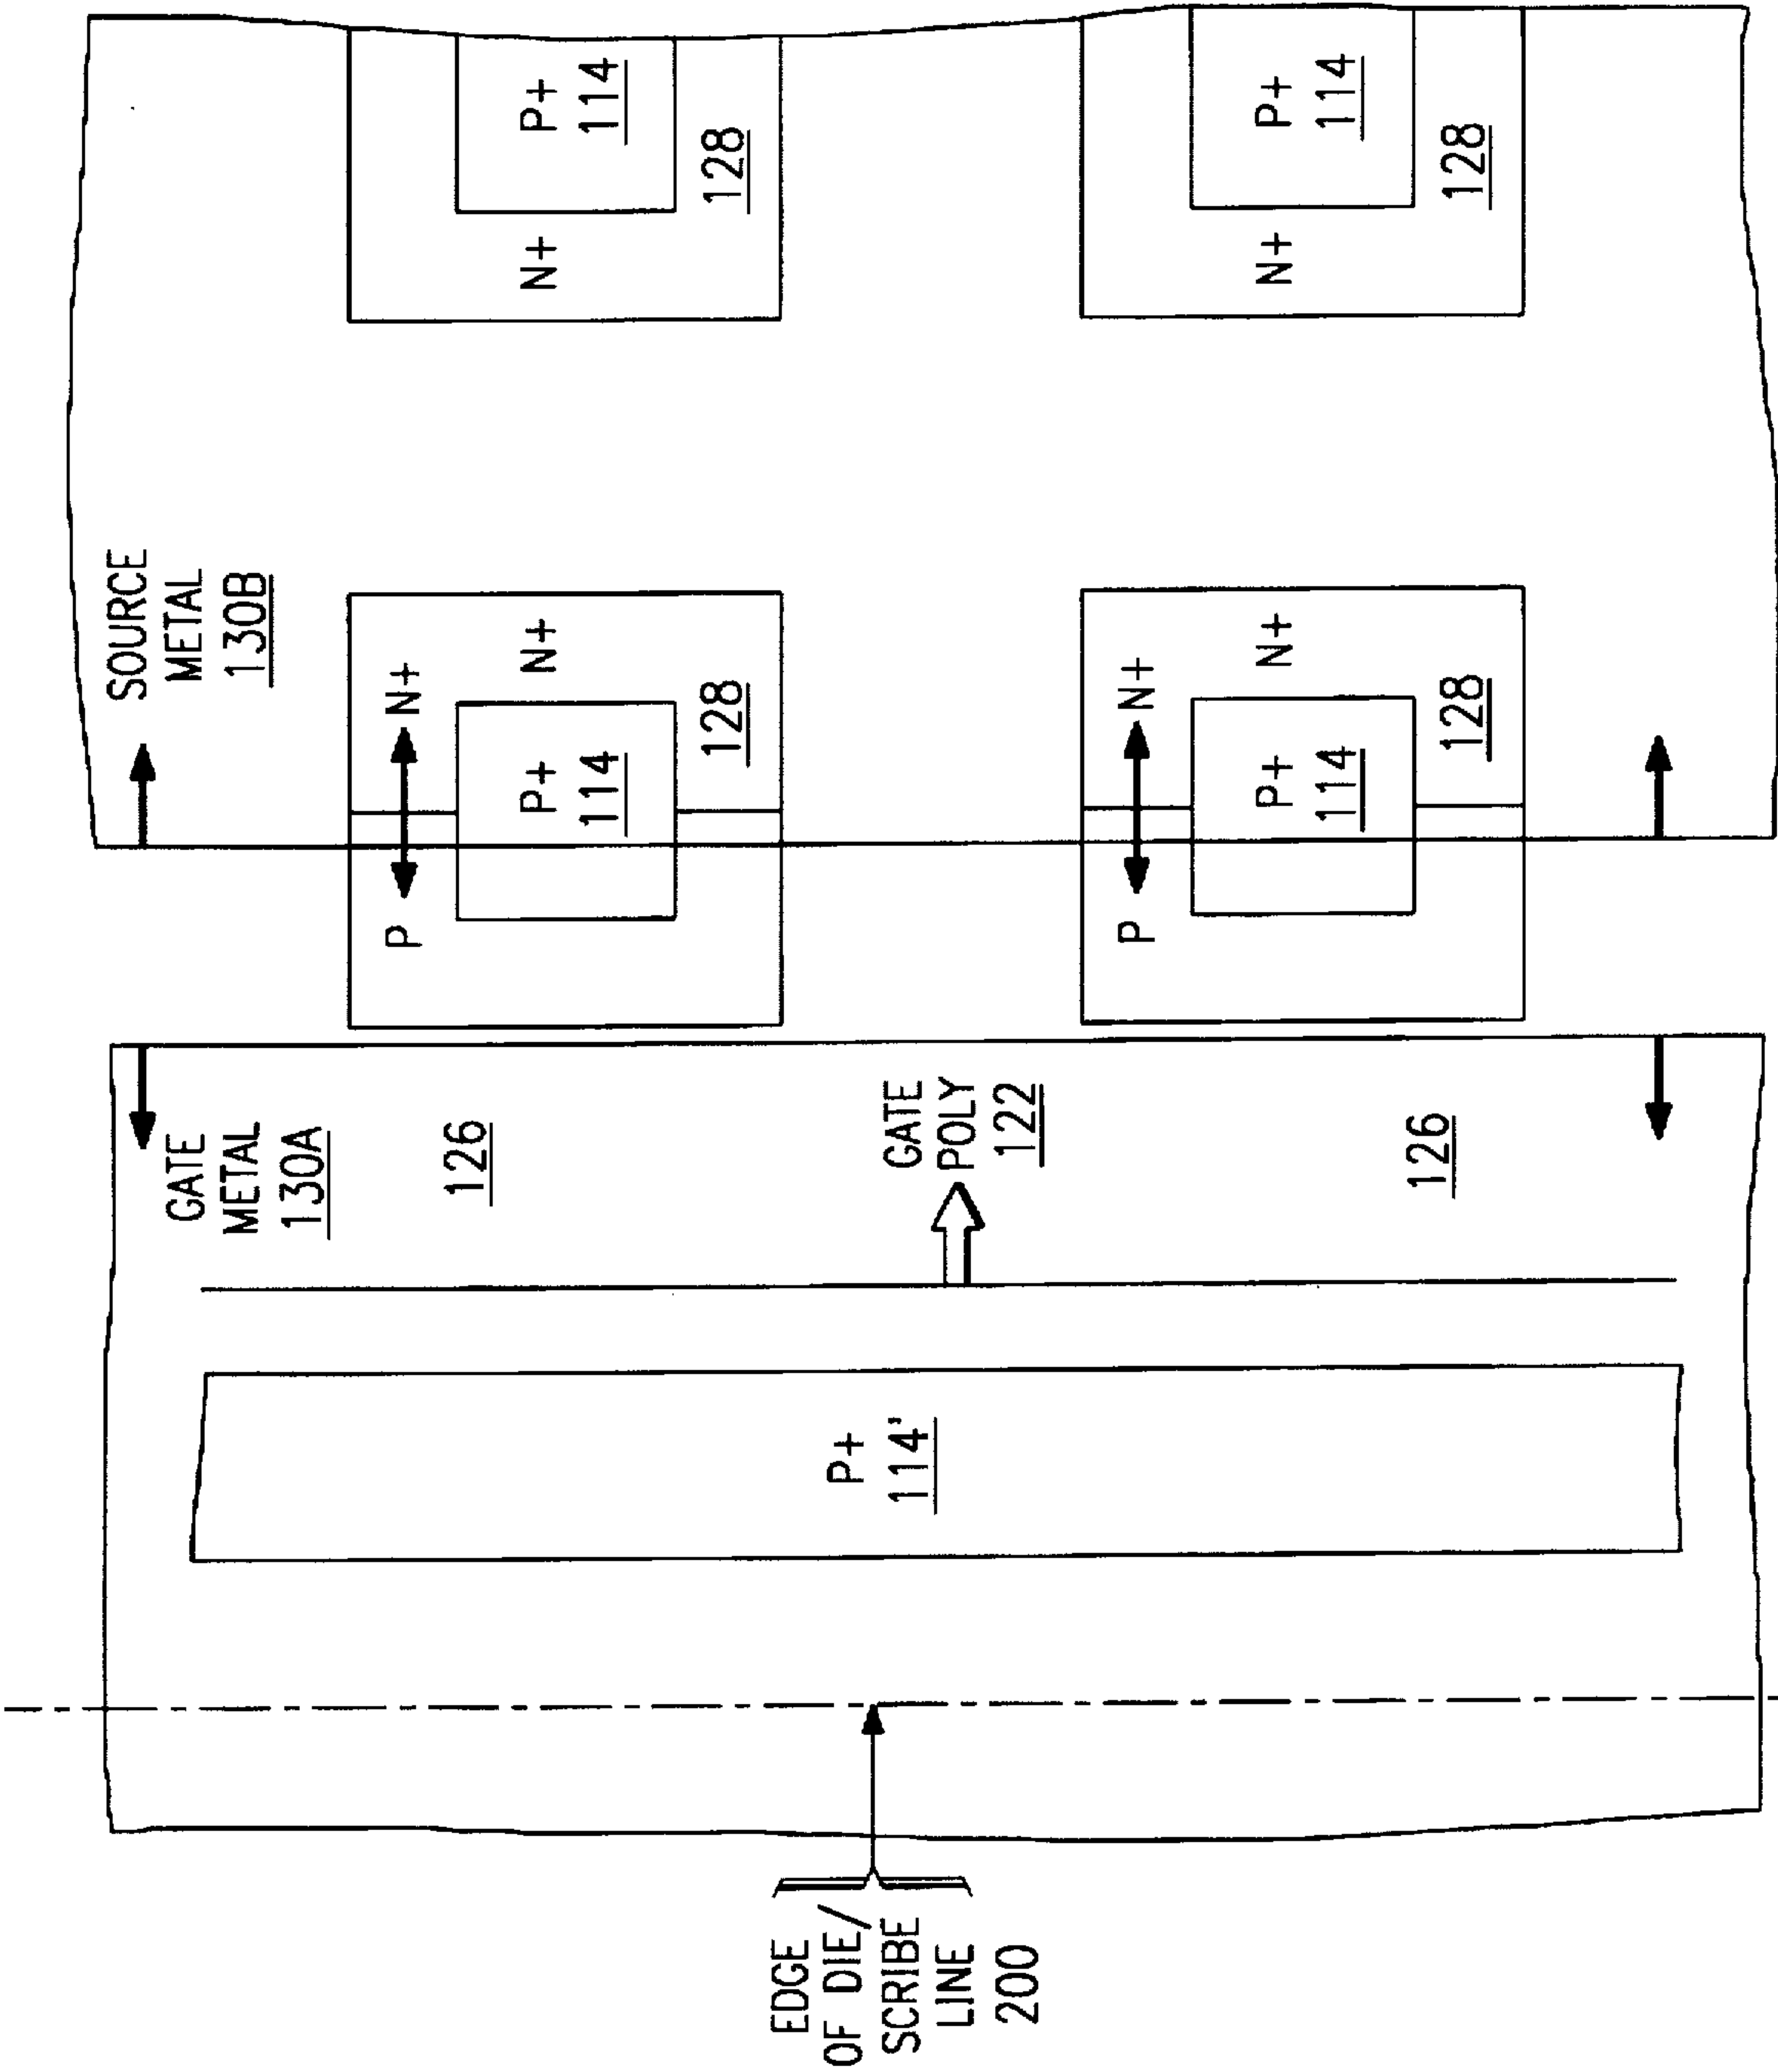 SOURCE
METAL
130B
P
N+
N+
P+
114
128
N+
P+
114
128
GATE
METAL
130A
126
GATE
POLY
122
126
P+
114'
P
N+
N+
P+
114
128
N+
P+
114
128
EDGE
OF DIE/
SCRIBE
LINE
200